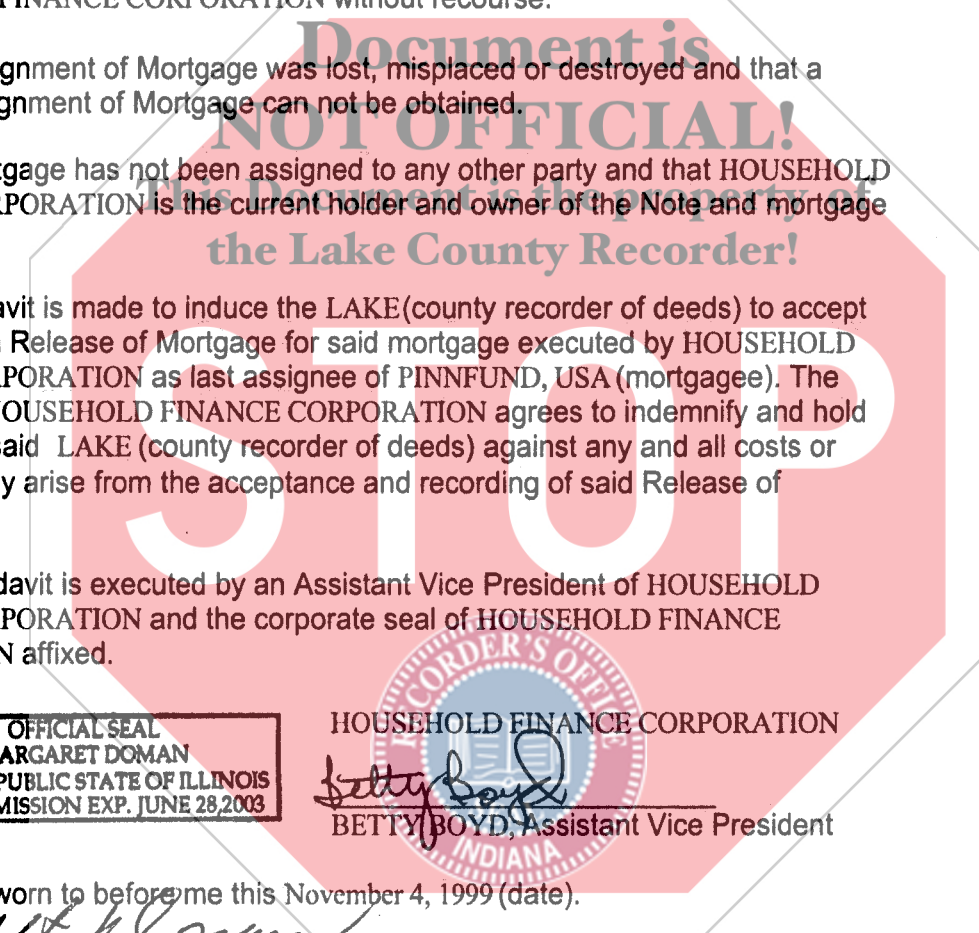 FINANCE CORPORATION without recourse.
Document is
gnment of Mortgage was lost, misplaced or destroyed and that a
gnment of Mortgage can not be obtained.
NOT OFFICIAL!
tgage has not been assigned to any other party and that HOUSEHOLD
This Document is the property of
RPORATION is the current holder and owner of the Note and mortgage
the Lake County Recorder!
avit is made to induce the LAKE(county recorder of deeds) to accept
Release of Mortgage for said mortgage executed by HOUSEHOLD
RPORATION as last assignee of PINNFUND, USA (mortgagee). The
HOUSEHOLD FINANCE CORPORATION agrees to indemnify and hold
said LAKE (county recorder of deeds) against any and all costs or
y arise from the acceptance and recording of said Release of
STOP
davit is executed by an Assistant Vice President of HOUSEHOLD
PORATION and the corporate seal of HOUSEHOLD FINANCE
N affixed.
RECORDER'S OFFICE
INDIANA
OFFICIAL SEAL
ARGARET DOMAN
PUBLIC STATE OF ILLINOIS
MISSION EXP. JUNE 28,2003
HOUSEHOLD FINANCE CORPORATION
Betty Boyd
BETTY BOYD, Assistant Vice President
worn to before me this November 4, 1999 (date).